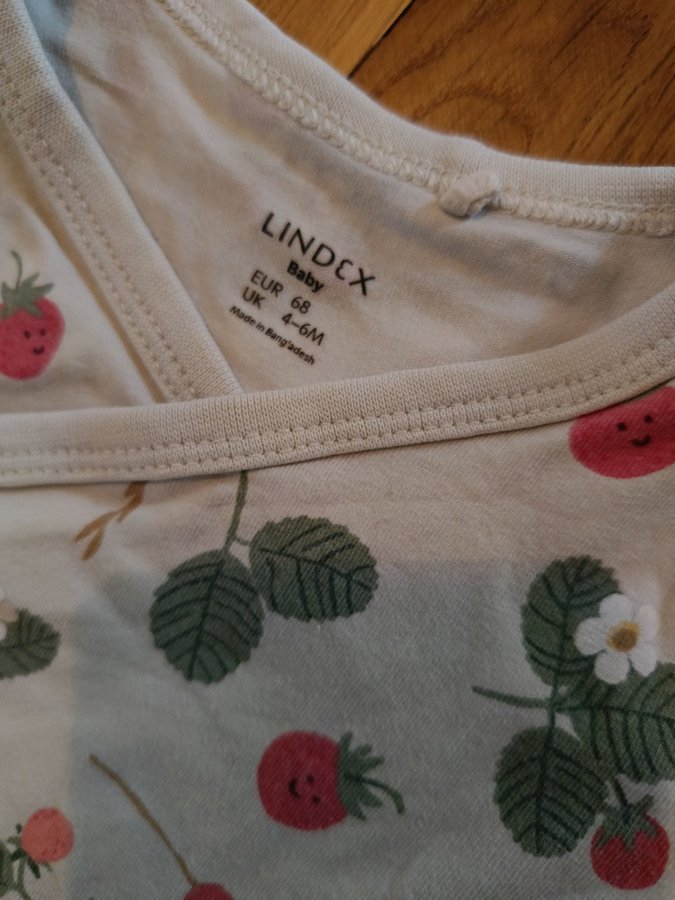 LINDEX
Baby
EUR 68
UK 4–6M
Made in Bangladesh